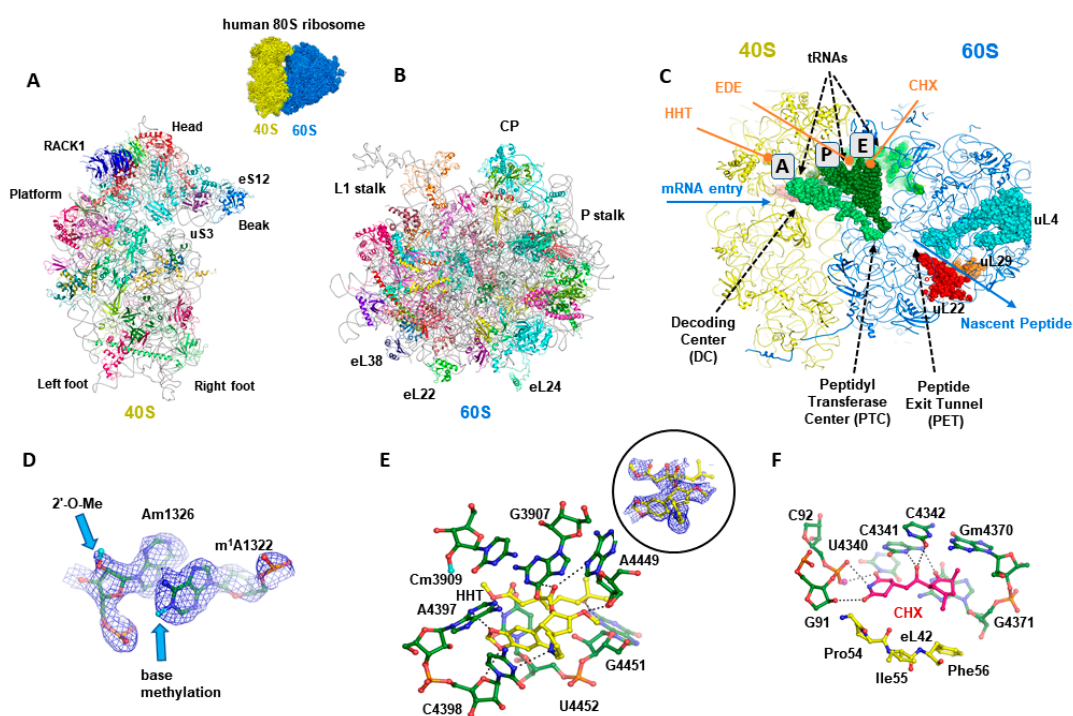 human 80S ribosome
40S 60S
A
Head
RACK1
Platform
eS12
Beak
uS3
Left foot
Right foot
40S
B
CP
L1 stalk
P stalk
eL38
eL22
eL24
60S
C
40S
60S
tRNAs
EDE
CHX
HHT
A
P
E
mRNA entry
uL4
uL29
uL22
Nascent Peptide
Decoding
Center
(DC)
Peptidyl
Transferase
Center (PTC)
Peptide
Exit Tunnel
(PET)
D
2'-O-Me
Am1326
m¹A1322
base
methylation
E
G3907
A4449
Cm3909
HHT
A4397
G4451
C4398
U4452
F
C92
C4342
C4341
Gm4370
U4340
CHX
G91
G4371
eL42
Pro54
Ile55
Phe56